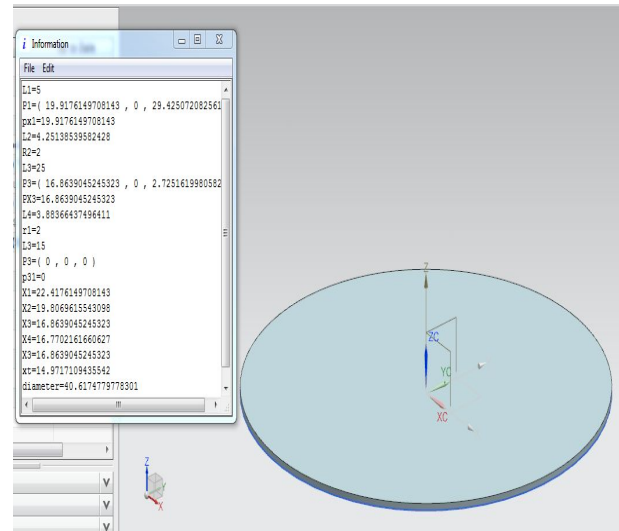 i Information
File Edit
L1=5
P1=( 19.9176149708143 , 0 , 29.425072082561
px1=19.9176149708143
L2=4.25138539582428
R2=2
L3=25
P3=( 16.8639045245323 , 0 , 2.7251619980582
PX3=16.8639045245323
L4=3.88366437496411
r1=2
L3=15
P3=( 0 , 0 , 0 )
p31=0
X1=22.4176149708143
X2=19.8069615543098
X3=16.8639045245323
X4=16.7702161660627
X3=16.8639045245323
xt=14.9717109435542
diameter=40.6174779778301
Z
ZC
YC
XC
Z
Y
X